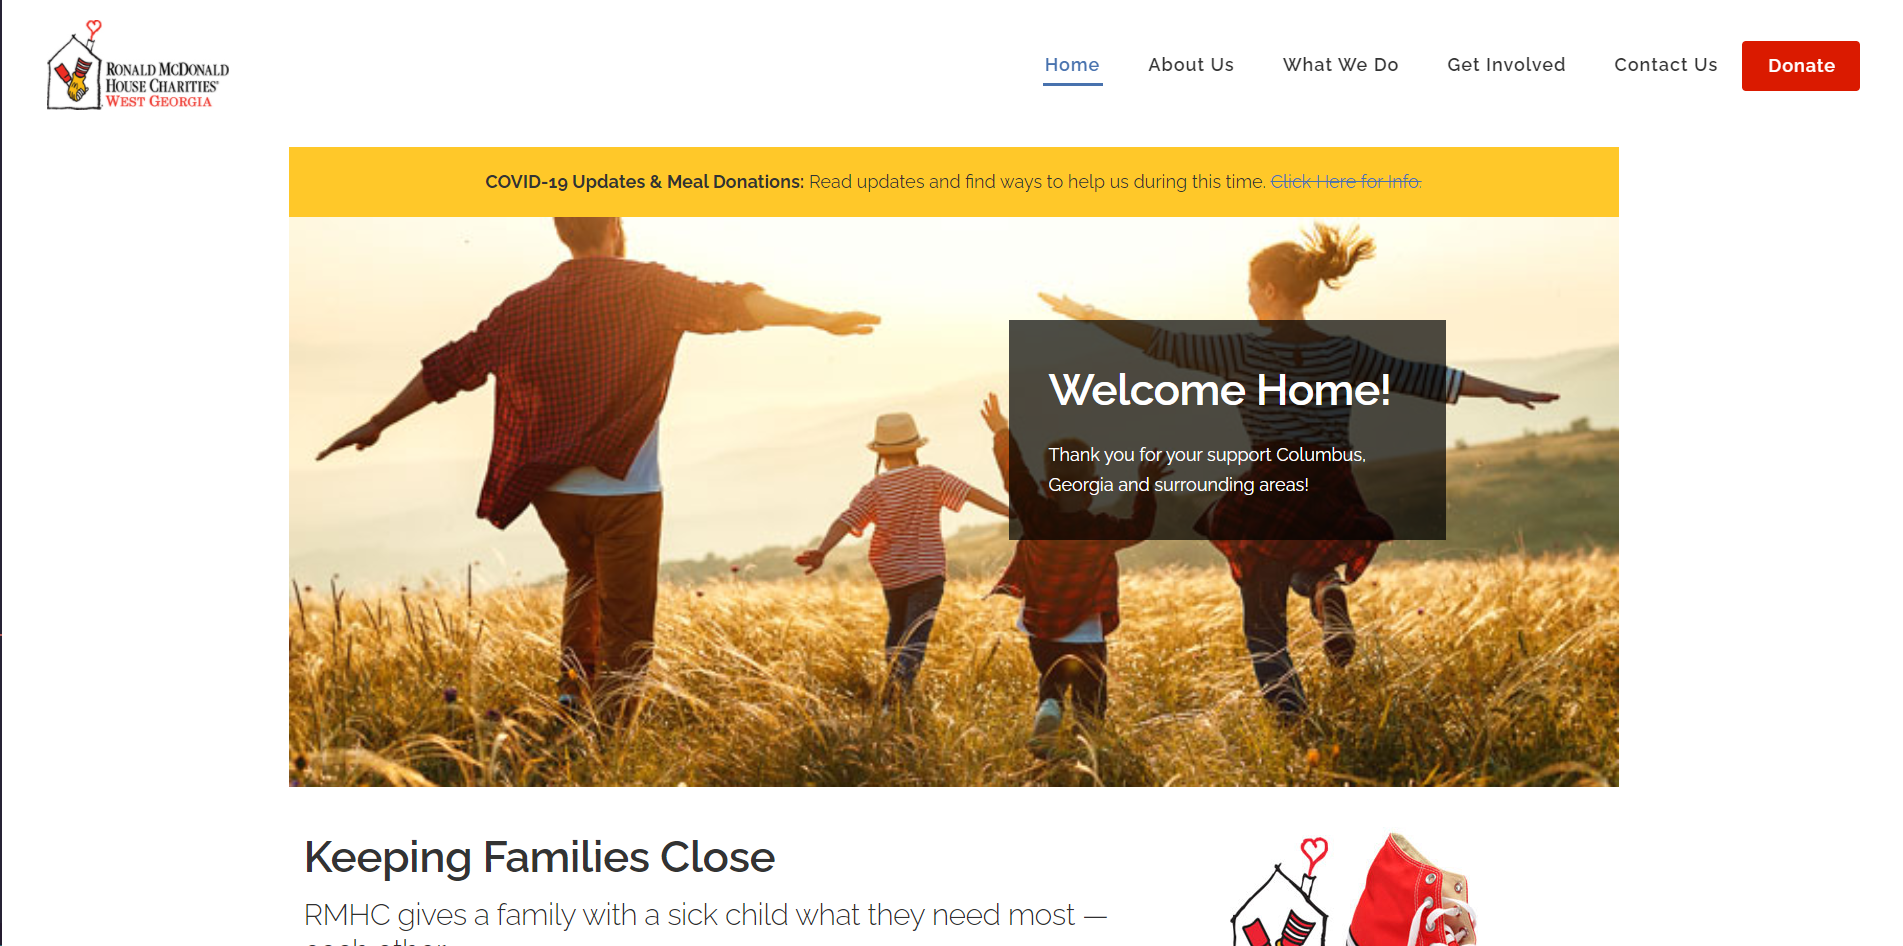 RONALD MCDONALD
HOUSE CHARITIES®
WEST GEORGIA
Home
About Us
What We Do
Get Involved
Contact Us
Donate
COVID-19 Updates & Meal Donations: Read updates and find ways to help us during this time. Click Here for Info.
Welcome Home!
Thank you for your support Columbus,
Georgia and surrounding areas!
Keeping Families Close
RMHC gives a family with a sick child what they need most —
each other.